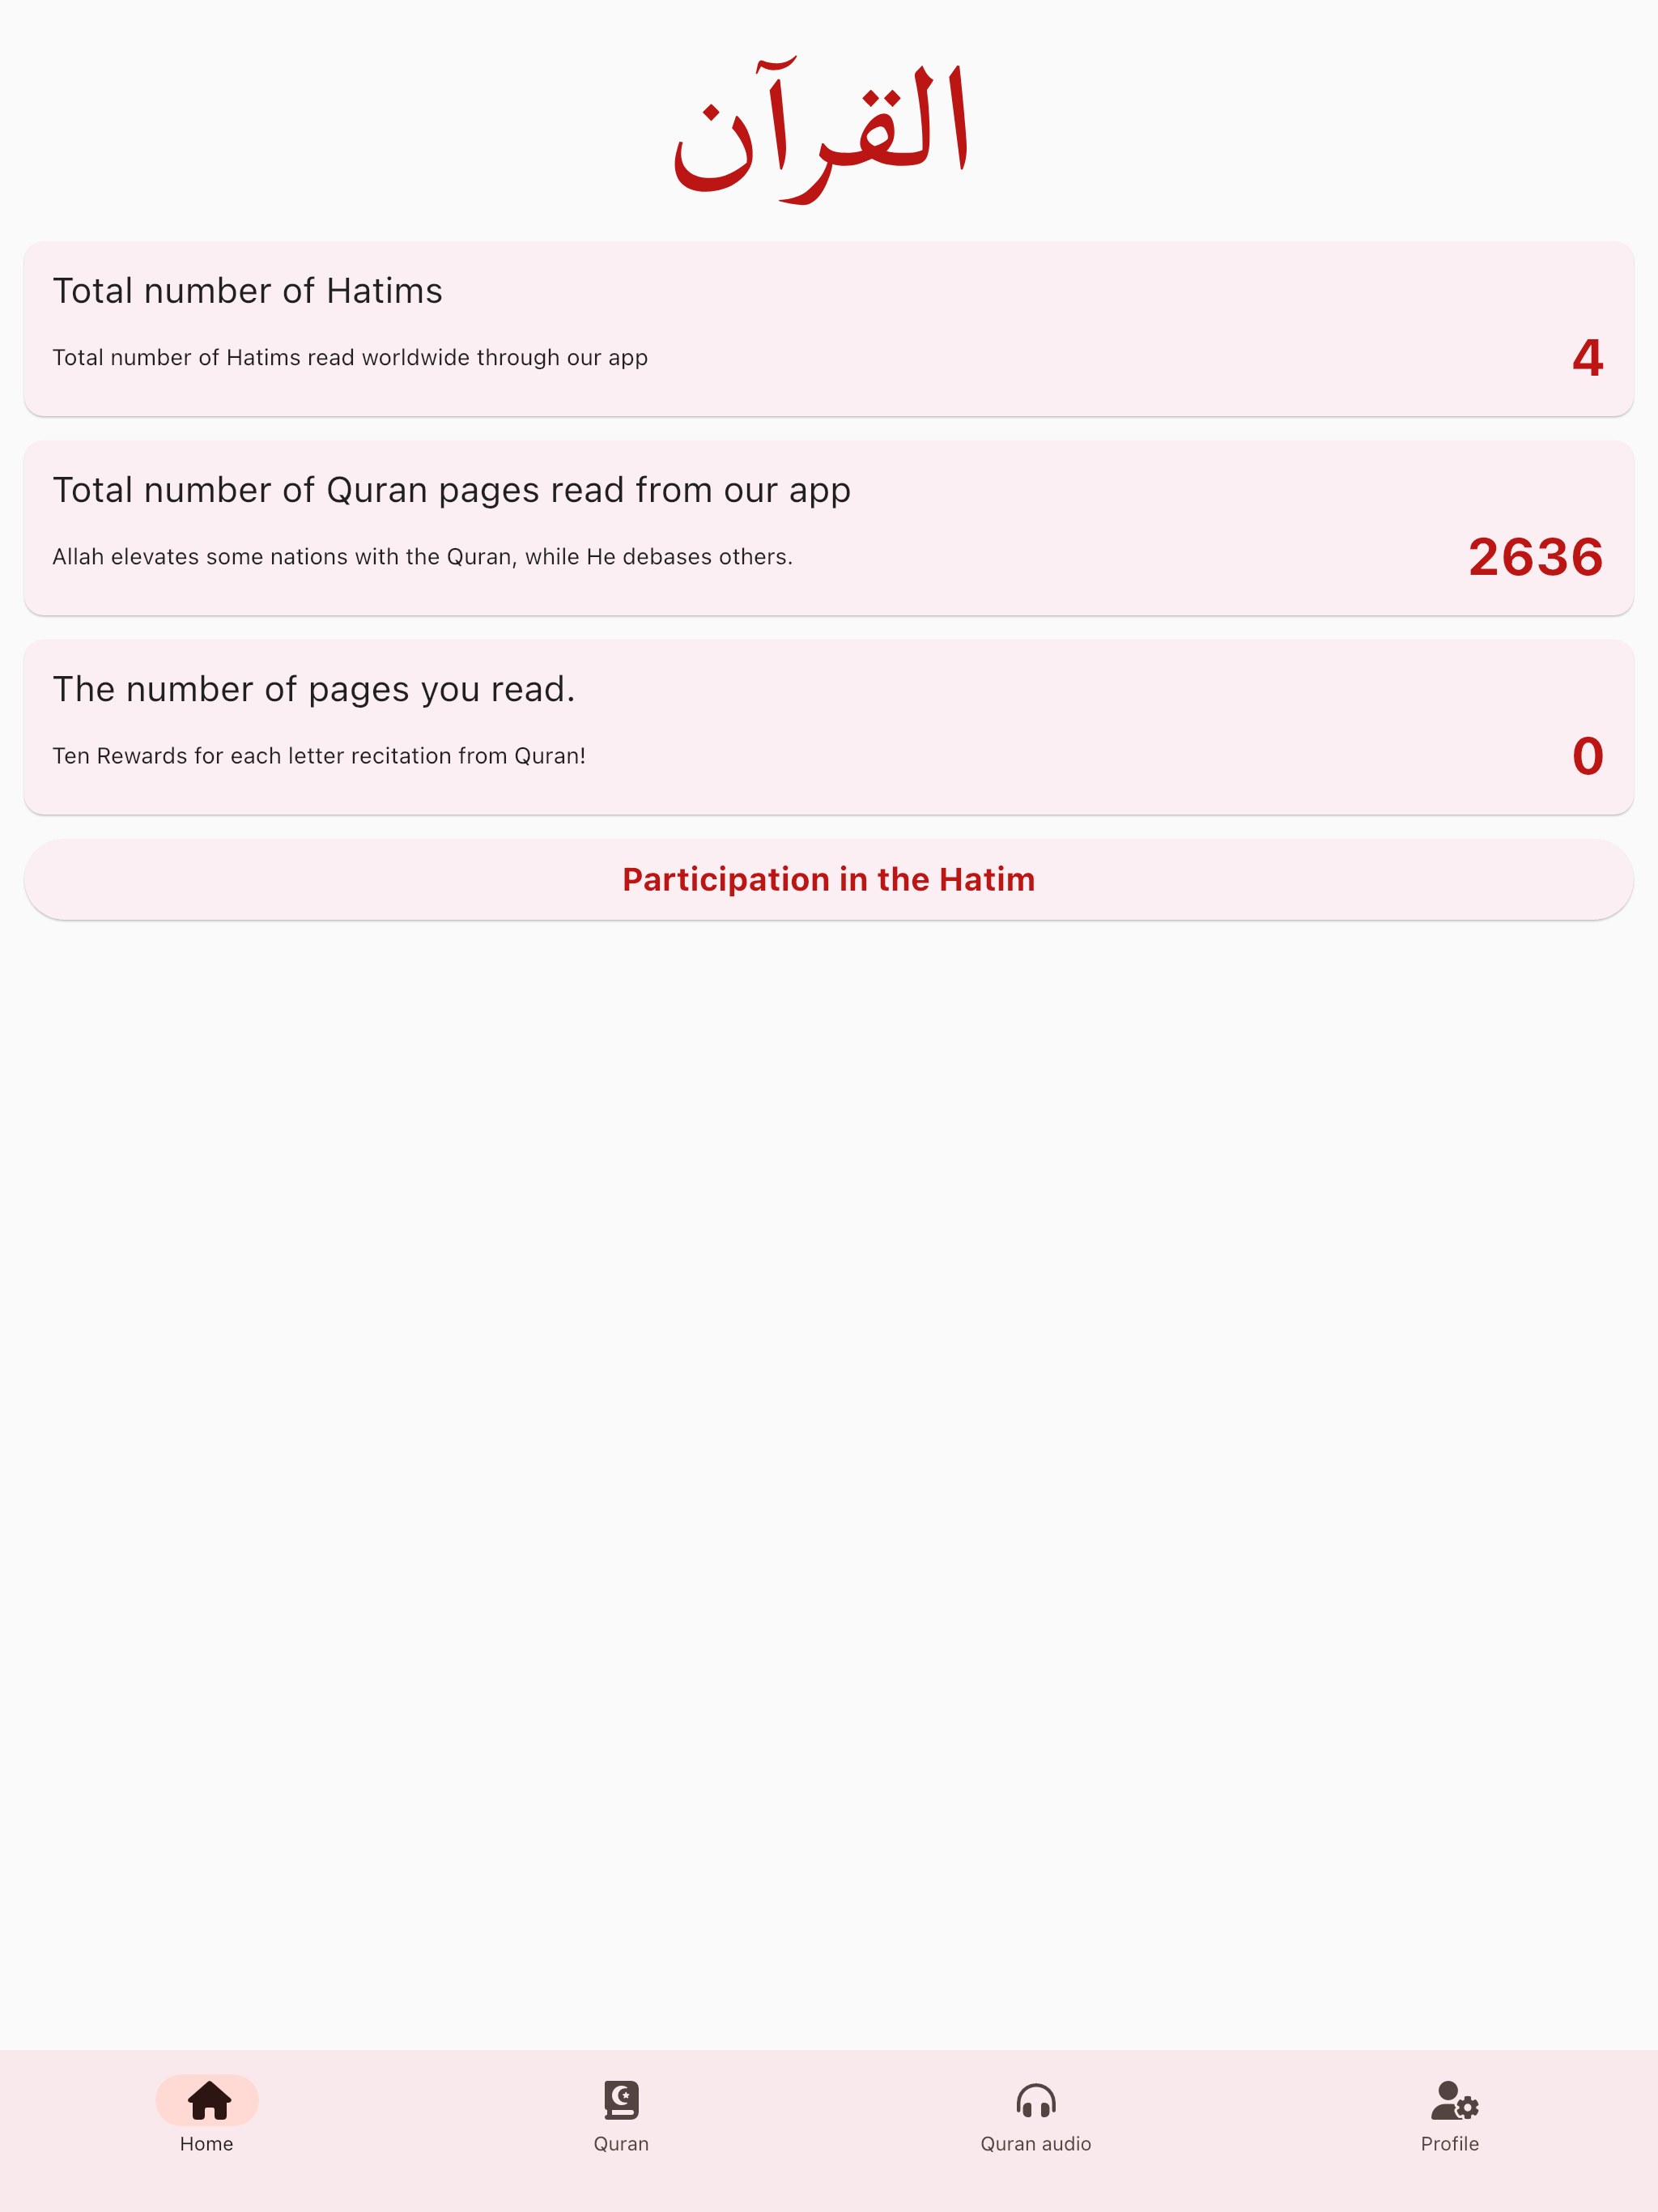 القرآن
Total number of Hatims
Total number of Hatims read worldwide through our app
4
Total number of Quran pages read from our app
Allah elevates some nations with the Quran, while He debases others.
2636
The number of pages you read.
Ten Rewards for each letter recitation from Quran!
0
Participation in the Hatim
Home
Quran
Quran audio
Profile